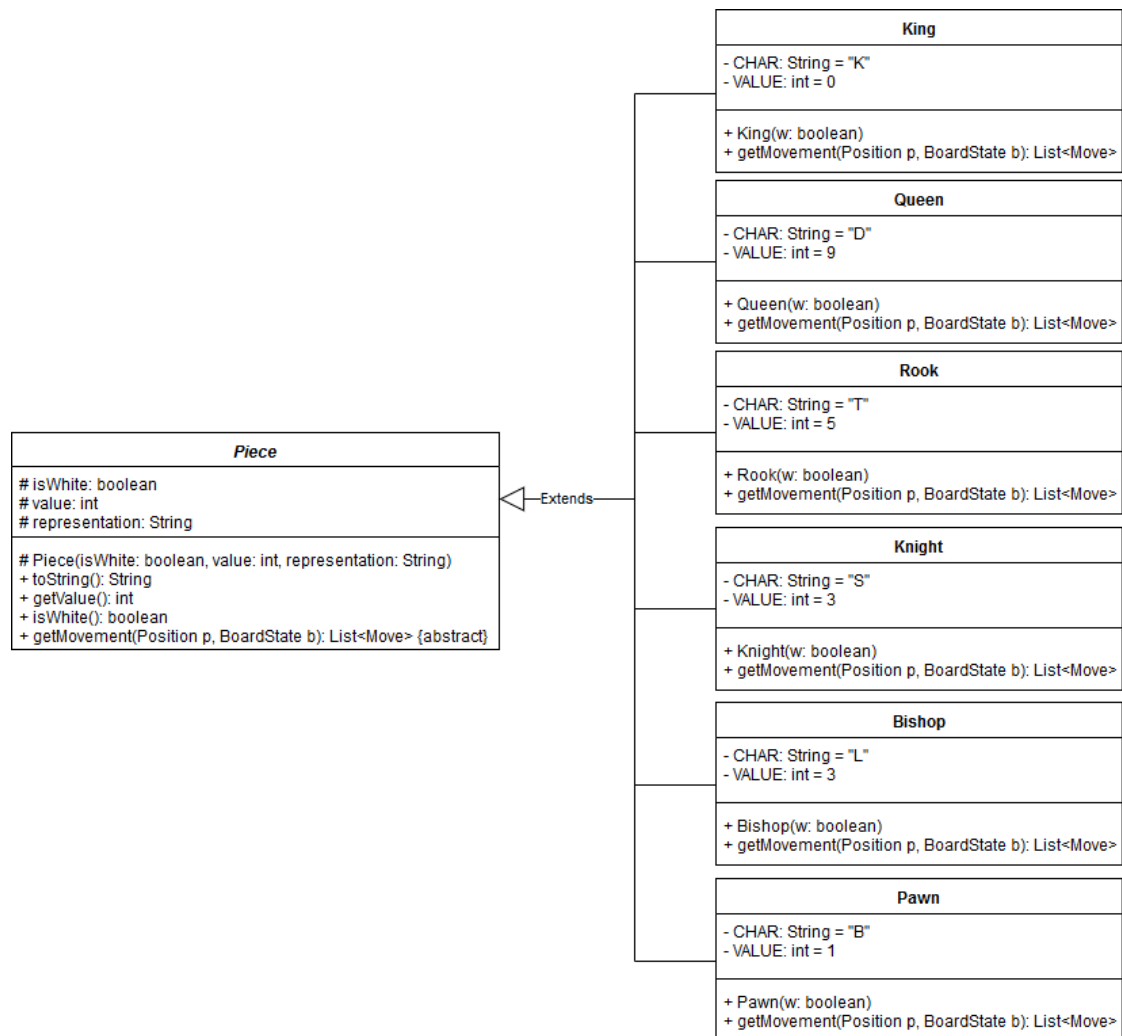 King
- CHAR: String = "K"
- VALUE: int = 0
+ King(w: boolean)
+ getMovement(Position p, BoardState b): List<Move>
Queen
- CHAR: String = "D"
- VALUE: int = 9
+ Queen(w: boolean)
+ getMovement(Position p, BoardState b): List<Move>
Rook
- CHAR: String = "T"
- VALUE: int = 5
+ Rook(w: boolean)
+ getMovement(Position p, BoardState b): List<Move>
Piece
# isWhite: boolean
# value: int
# representation: String
# Piece(isWhite: boolean, value: int, representation: String)
+ toString(): String
+ getValue(): int
+ isWhite(): boolean
+ getMovement(Position p, BoardState b): List<Move> {abstract}
Extends
Knight
- CHAR: String = "S"
- VALUE: int = 3
+ Knight(w: boolean)
+ getMovement(Position p, BoardState b): List<Move>
Bishop
- CHAR: String = "L"
- VALUE: int = 3
+ Bishop(w: boolean)
+ getMovement(Position p, BoardState b): List<Move>
Pawn
- CHAR: String = "B"
- VALUE: int = 1
+ Pawn(w: boolean)
+ getMovement(Position p, BoardState b): List<Move>